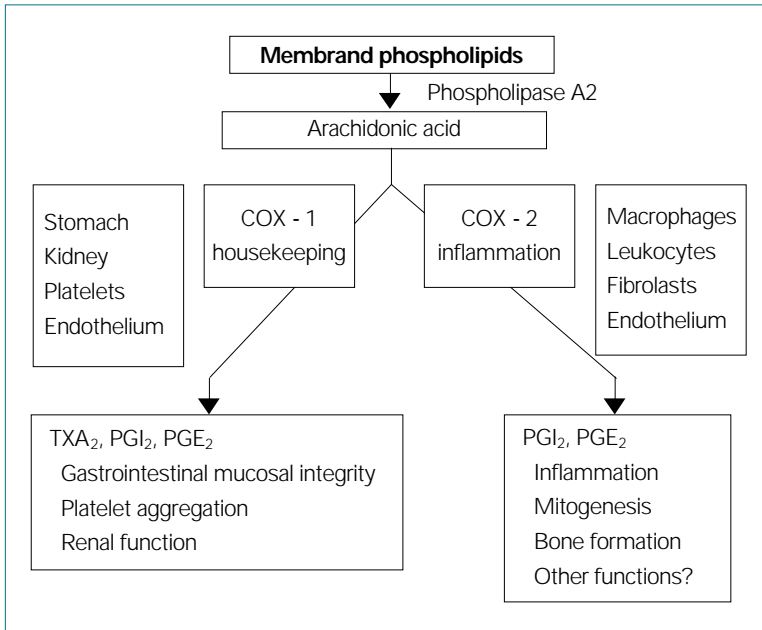 Membrand phospholipids
Phospholipase A2
Arachidonic acid
Stomach
Kidney
Platelets
Endothelium
COX - 1
housekeeping
COX - 2
inflammation
Macrophages
Leukocytes
Fibrolasts
Endothelium
TXA₂, PGI₂, PGE₂
Gastrointestinal mucosal integrity
Platelet aggregation
Renal function
PGI₂, PGE₂
Inflammation
Mitogenesis
Bone formation
Other functions?